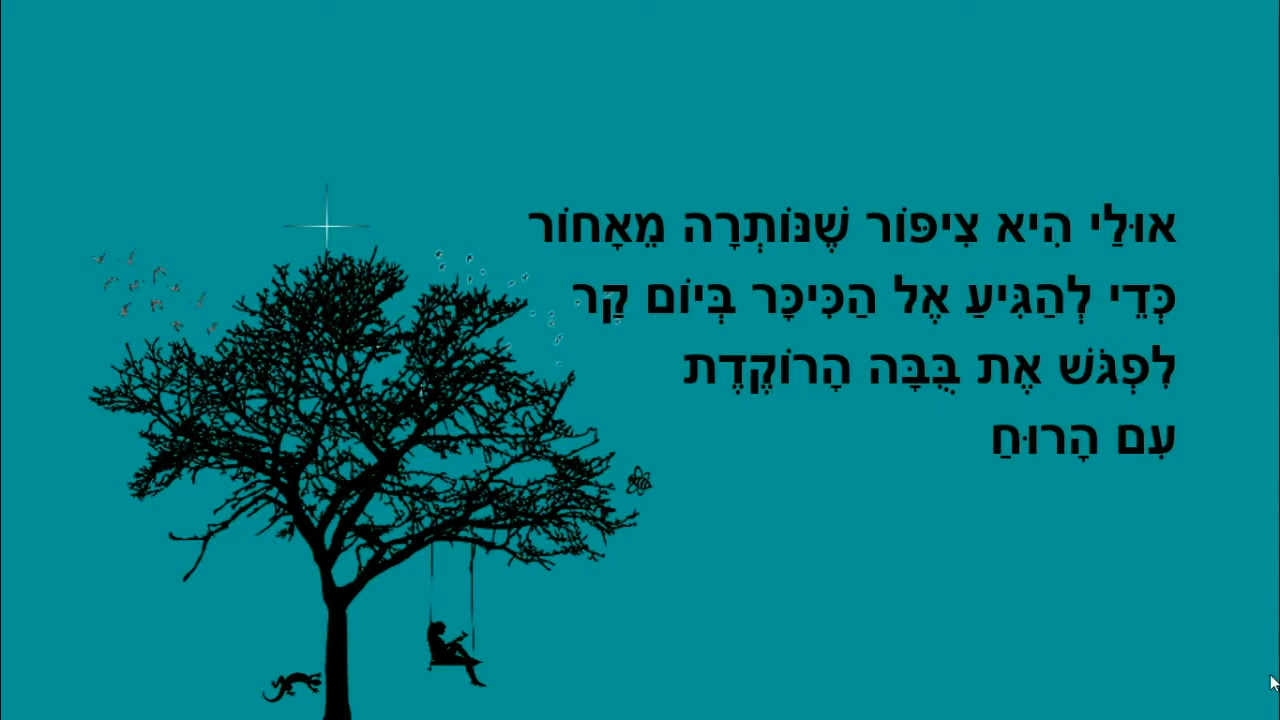 אוּלַי הִיא צִיפּוֹר שֶׁנּוֹתְרָה מֵאָחוֹר
כְּדֵי לְהַגִּיעַ אֶל הַכִּיכָּר בְּיוֹם קַר
לִפְגֹּשׁ אֶת בֻּבָּה הָרוֹקֶדֶת
עִם הָרוּחַ